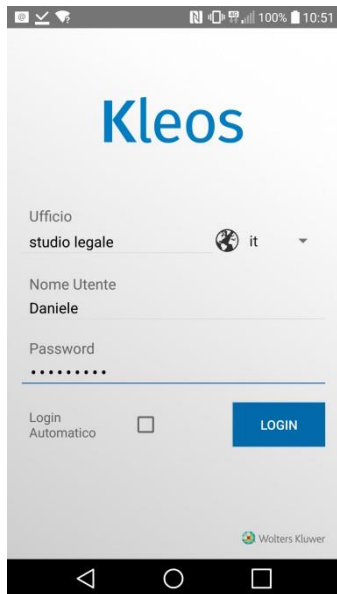 100% 10:51
Kleos
Ufficio
studio legale it
Nome Utente
Daniele
Password
•••••••••
Login
Automatico
LOGIN
Wolters Kluwer